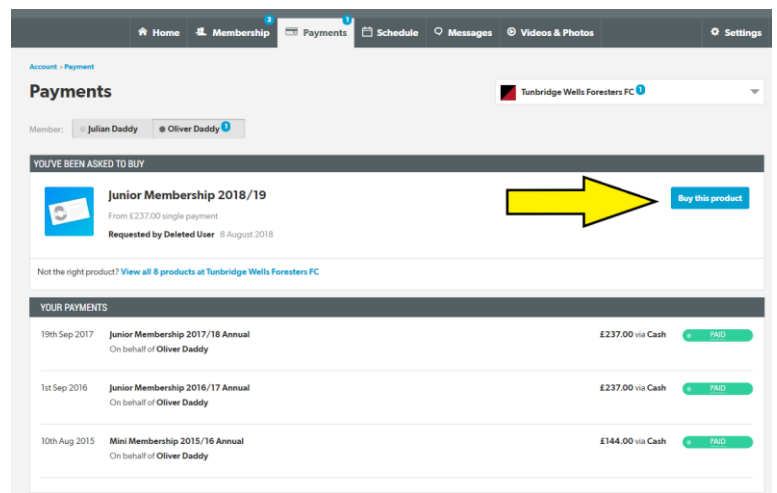 3 1
Home Membership Payments Schedule Messages Videos & Photos Settings
Account › Payment
Payments
Tunbridge Wells Foresters FC 1
Member: Julian Daddy Oliver Daddy 1
YOU'VE BEEN ASKED TO BUY
Junior Membership 2018/19
Buy this product
From £237.00 single payment
Requested by Deleted User 8 August 2018
Not the right product? View all 8 products at Tunbridge Wells Foresters FC
YOUR PAYMENTS
19th Sep 2017 Junior Membership 2017/18 Annual £237.00 via Cash PAID
On behalf of Oliver Daddy
1st Sep 2016 Junior Membership 2016/17 Annual £237.00 via Cash PAID
On behalf of Oliver Daddy
10th Aug 2015 Mini Membership 2015/16 Annual £144.00 via Cash PAID
On behalf of Oliver Daddy